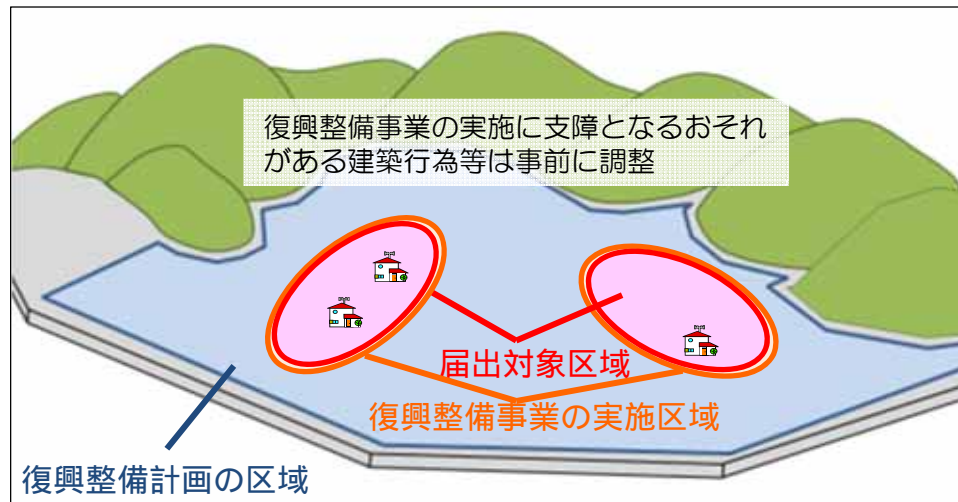 復興整備事業の実施に支障となるおそれ
がある建築行為等は事前に調整
届出対象区域
復興整備事業の実施区域
復興整備計画の区域